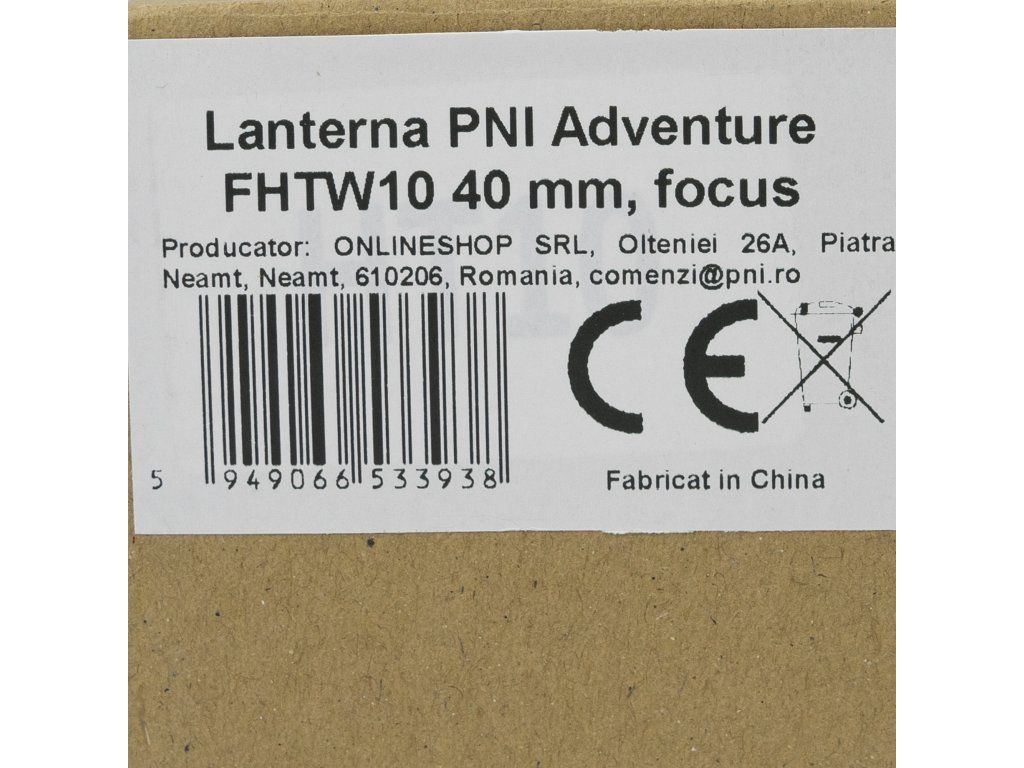 Lanterna PNI Adventure
FHTW10 40 mm, focus
Producator: ONLINESHOP SRL, Olteniei 26A, Piatra
Neamt, Neamt, 610206, Romania, comenzi@pni.ro
CE
5 949066 533938
Fabricat in China